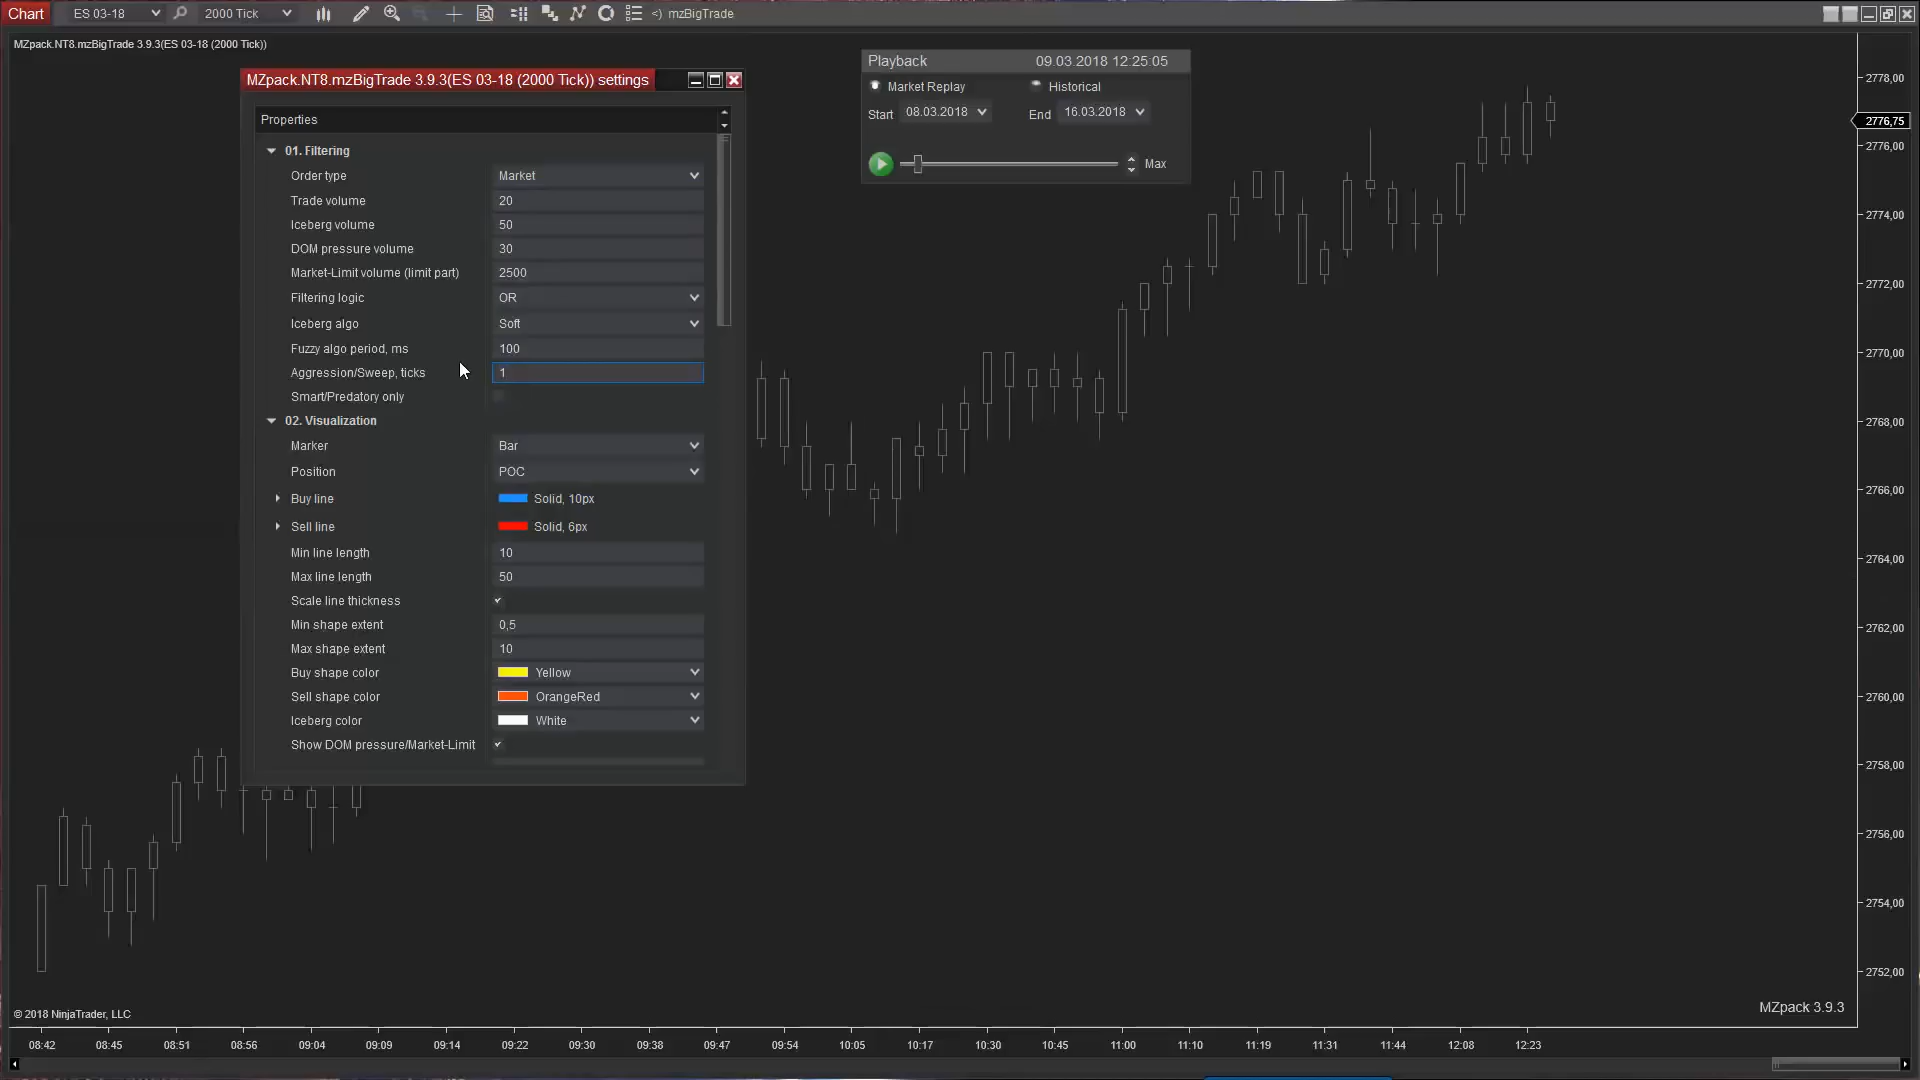 Chart ES 03-18 2000 Tick <) mzBigTrade
MZpack.NT8.mzBigTrade 3.9.3(ES 03-18 (2000 Tick))
MZpack.NT8.mzBigTrade 3.9.3(ES 03-18 (2000 Tick)) settings
Properties
01. Filtering
Order type Market
Trade volume 20
Iceberg volume 50
DOM pressure volume 30
Market-Limit volume (limit part) 2500
Filtering logic OR
Iceberg algo Soft
Fuzzy algo period, ms 100
Aggression/Sweep, ticks 1
Smart/Predatory only
02. Visualization
Marker Bar
Position POC
Buy line Solid, 10px
Sell line Solid, 6px
Min line length 10
Max line length 50
Scale line thickness
Min shape extent 0,5
Max shape extent 10
Buy shape color Yellow
Sell shape color OrangeRed
Iceberg color White
Show DOM pressure/Market-Limit
Playback 09.03.2018 12:25:05
Market Replay Historical
Start 08.03.2018 End 16.03.2018
Max
2778,00
2776,75
2776,00
2774,00
2772,00
2770,00
2768,00
2766,00
2764,00
2762,00
2760,00
2758,00
2756,00
2754,00
2752,00
© 2018 NinjaTrader, LLC
MZpack 3.9.3
08:42 08:45 08:51 08:56 09:04 09:09 09:14 09:22 09:30 09:38 09:47 09:54 10:05 10:17 10:30 10:45 11:00 11:10 11:19 11:31 11:44 12:08 12:23